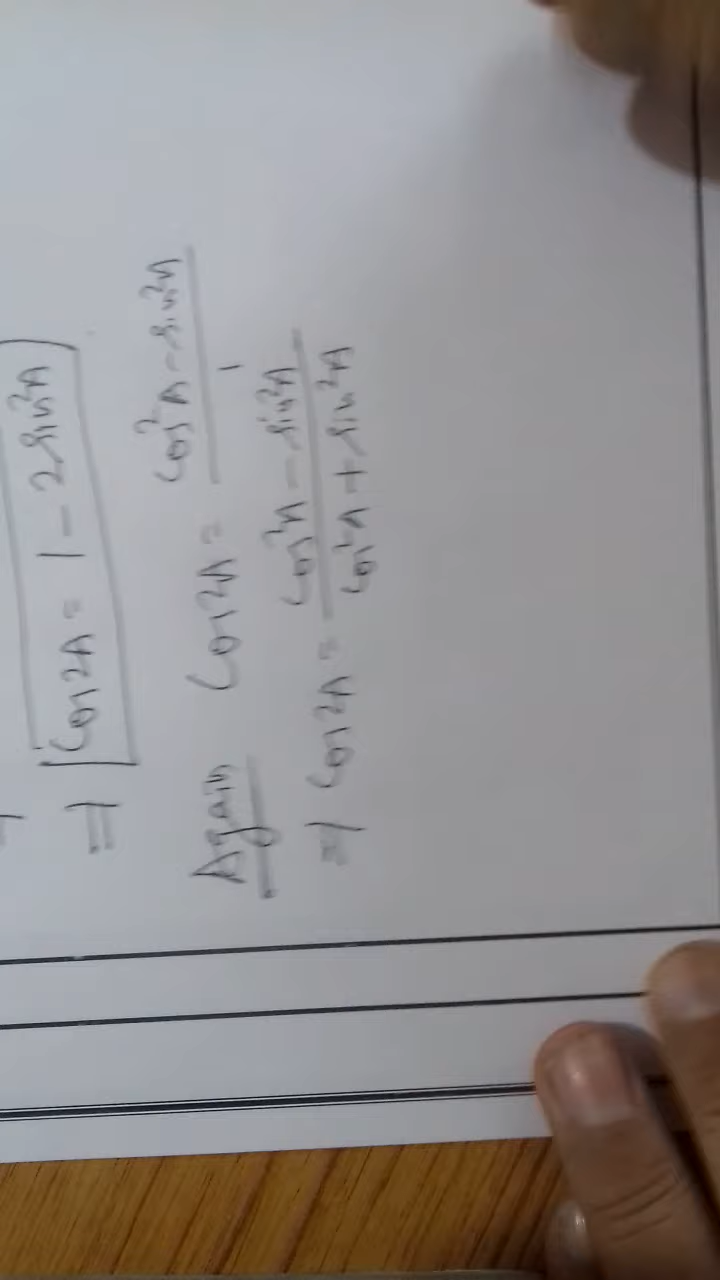 ⇒ Cos2A = 1 - 2sin²A
Again Cos2A = cos²A - sin²A / 1
⇒ Cos2A = cos²A - sin²A / cos²A + sin²A